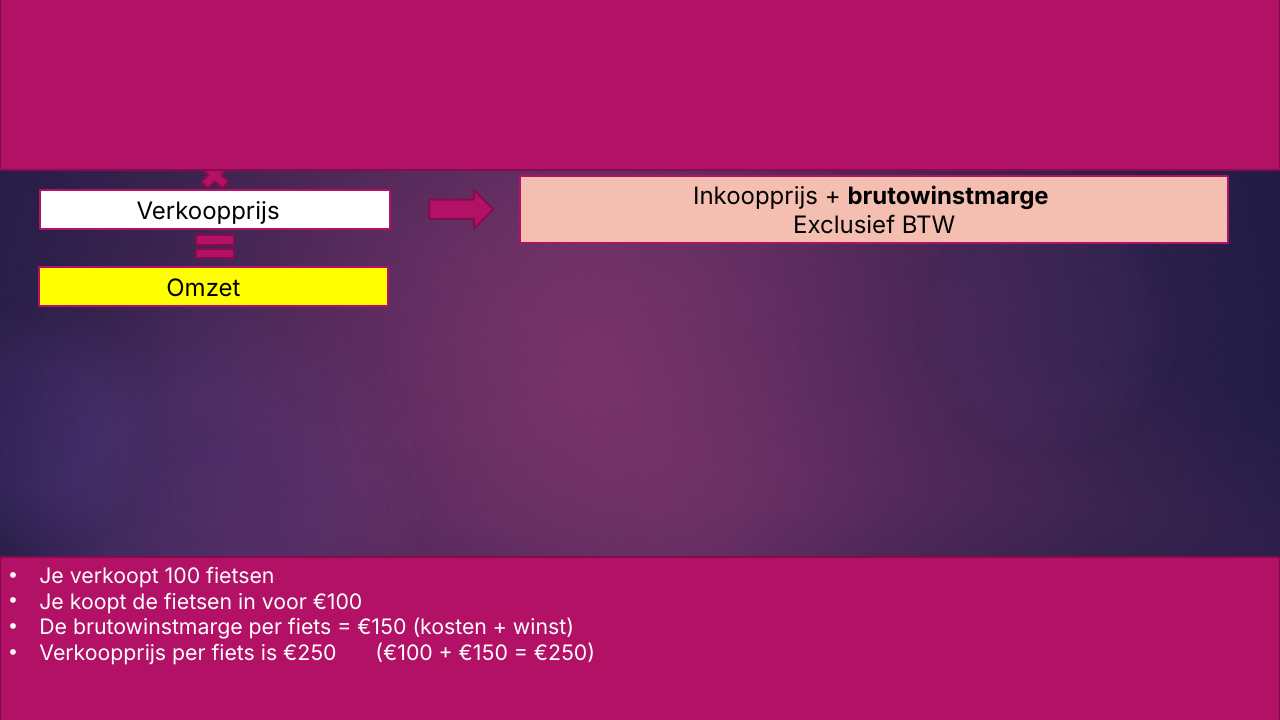 Verkoopprijs
Inkoopprijs + brutowinstmarge
Exclusief BTW
Omzet
• Je verkoopt 100 fietsen
• Je koopt de fietsen in voor €100
• De brutowinstmarge per fiets = €150 (kosten + winst)
• Verkoopprijs per fiets is €250 (€100 + €150 = €250)